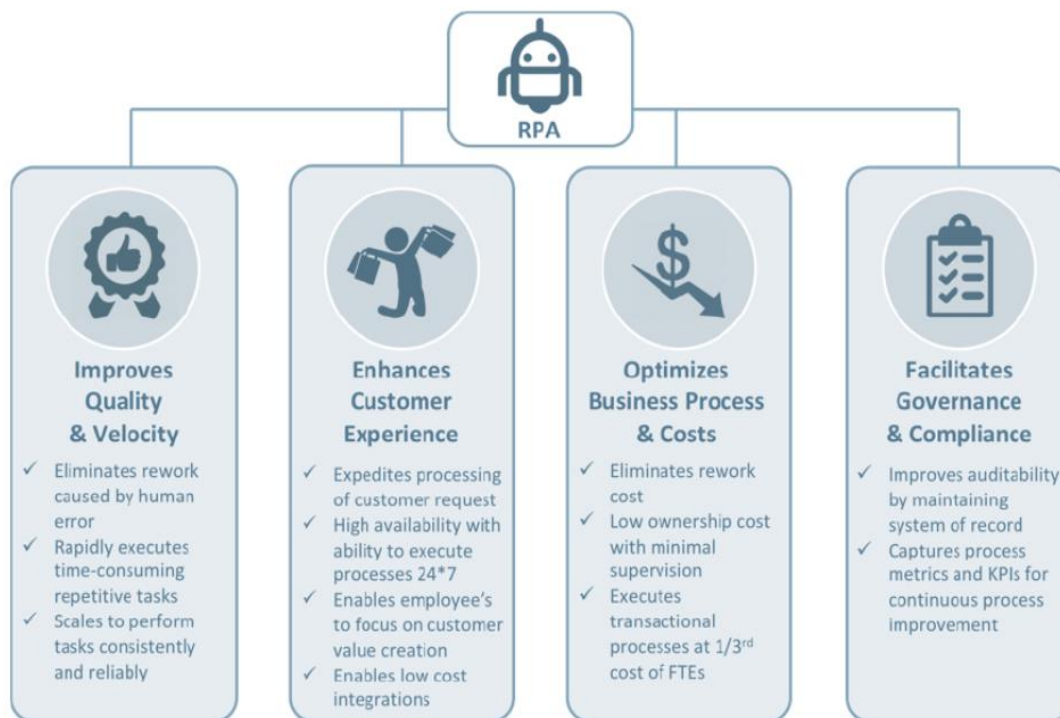 RPA
Improves
Quality
& Velocity
✓ Eliminates rework
caused by human
error
✓ Rapidly executes
time-consuming
repetitive tasks
✓ Scales to perform
tasks consistently
and reliably
Enhances
Customer
Experience
✓ Expedites processing
of customer request
✓ High availability with
ability to execute
processes 24*7
✓ Enables employee's
to focus on customer
value creation
✓ Enables low cost
integrations
Optimizes
Business Process
& Costs
✓ Eliminates rework
cost
✓ Low ownership cost
with minimal
supervision
✓ Executes
transactional
processes at 1/3rd
cost of FTEs
Facilitates
Governance
& Compliance
✓ Improves auditability
by maintaining
system of record
✓ Captures process
metrics and KPIs for
continuous process
improvement